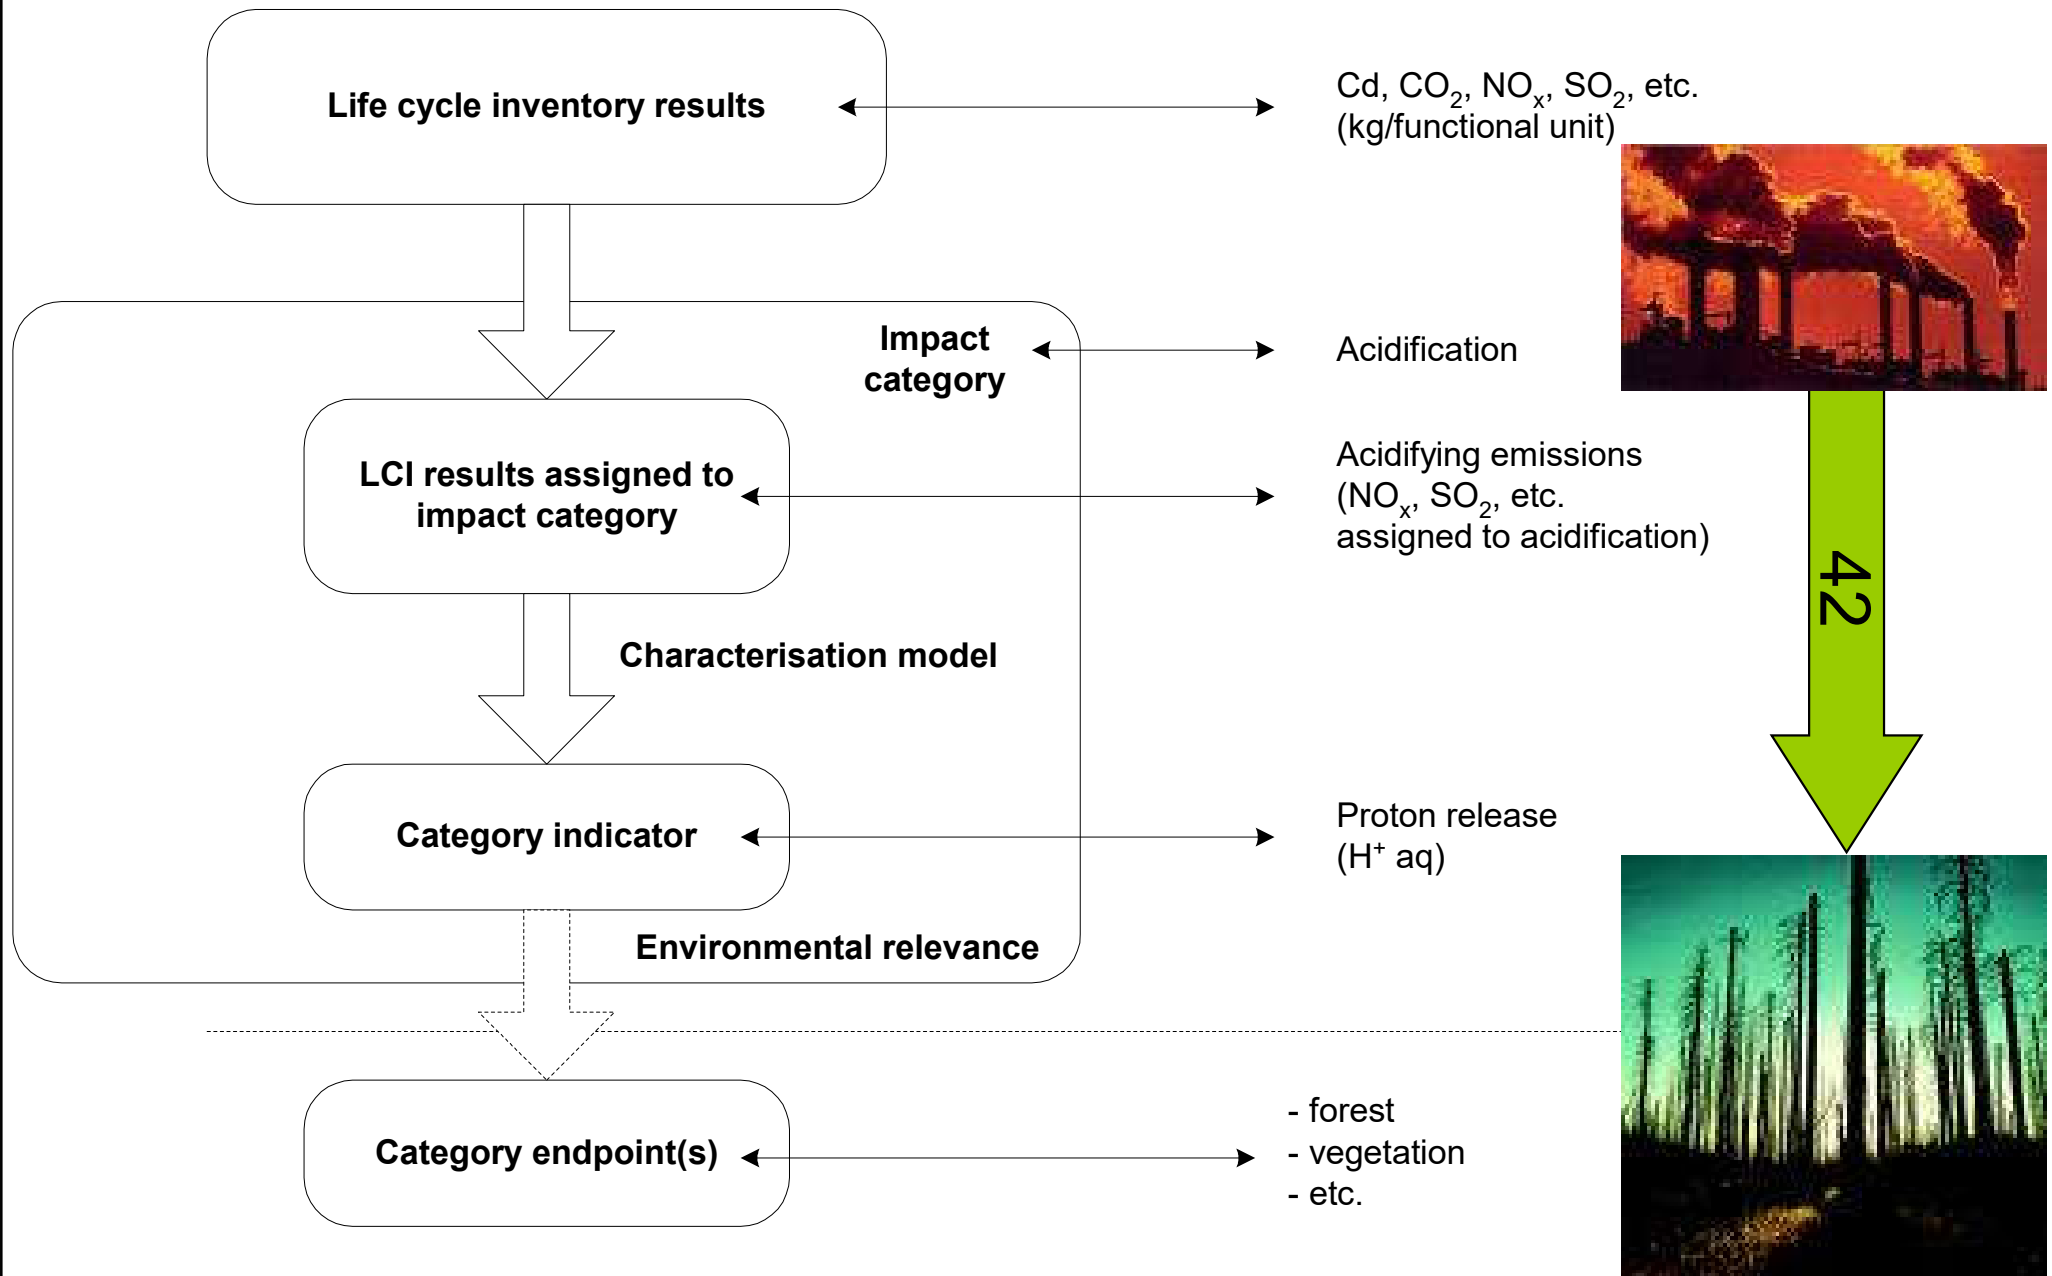 Life cycle inventory results
Cd, CO₂, NOₓ, SO₂, etc.
(kg/functional unit)
Impact
category
Acidification
LCI results assigned to
impact category
Acidifying emissions
(NOₓ, SO₂, etc.
assigned to acidification)
42
Characterisation model
Category indicator
Proton release
(H⁺ aq)
Environmental relevance
Category endpoint(s)
- forest
- vegetation
- etc.